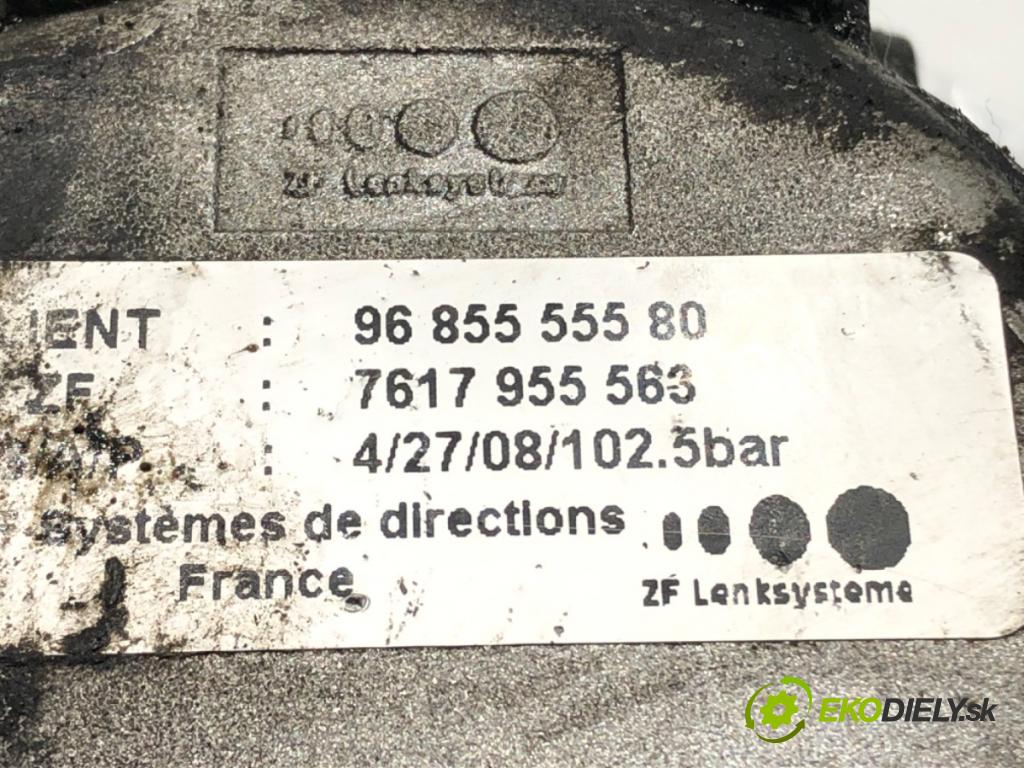 ZF Lenksysteme
IENT : 96 855 555 80
ZF : 7617 955 563
: 4/27/08/102.5bar
Systèmes de directions
France
ZF Lenksysteme
EKODIELY.sk